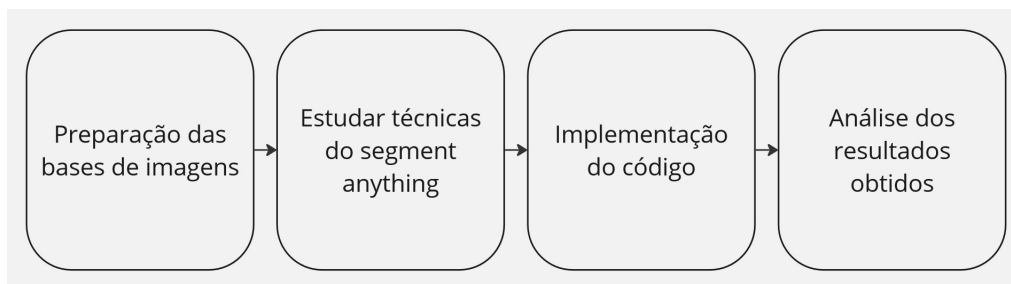 Preparação das
bases de imagens
Estudar técnicas
do segment
anything
Implementação
do código
Análise dos
resultados
obtidos